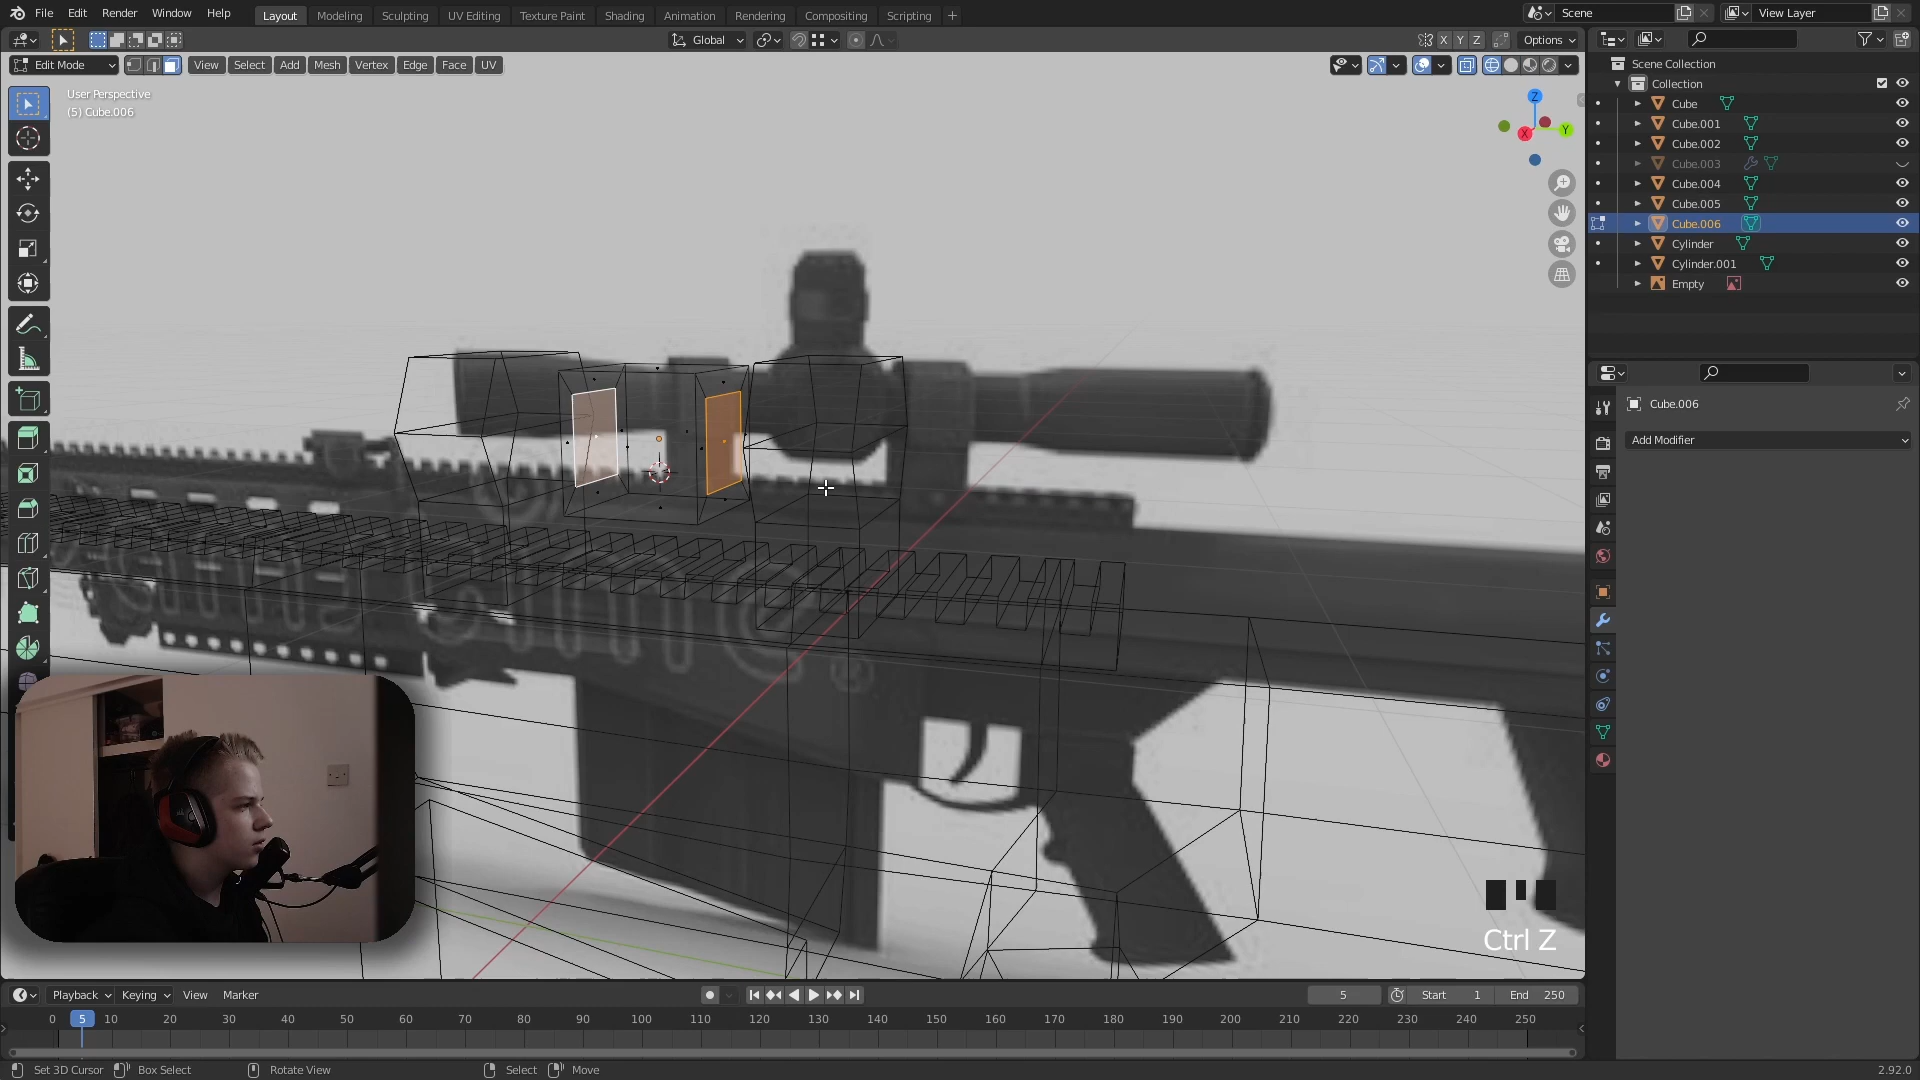 File Edit Render Window Help Layout Modeling Sculpting UV Editing Texture Paint Shading Animation Rendering Compositing Scripting + Scene View Layer
Global X Y Z Options
Edit Mode View Select Add Mesh Vertex Edge Face UV
User Perspective
(5) Cube.006
Z
Y
X
Scene Collection
Collection
Cube
Cube.001
Cube.002
Cube.003
Cube.004
Cube.005
Cube.006
Cylinder
Cylinder.001
Empty
Cube.006
Add Modifier
Ctrl Z
Playback Keying View Marker 5 Start 1 End 250
0 5 10 20 30 40 50 60 70 80 90 100 110 120 130 140 150 160 170 180 190 200 210 220 230 240 250
Set 3D Cursor Box Select Rotate View Select Move 2.92.0